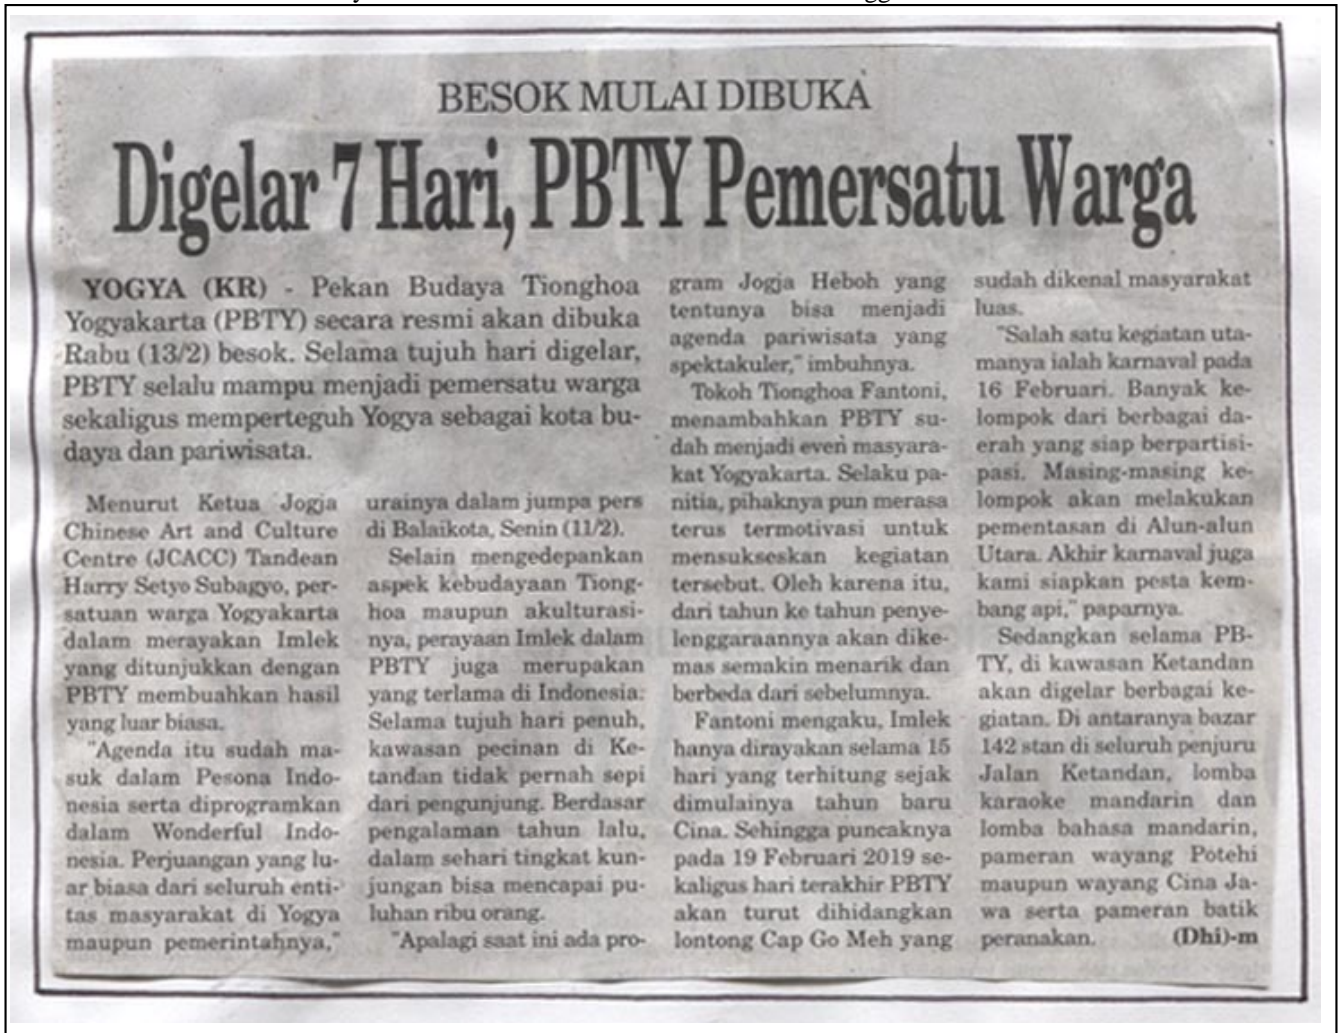 BESOK MULAI DIBUKA
Digelar 7 Hari, PBTY Pemersatu Warga
YOGYA (KR) - Pekan Budaya Tionghoa
Yogyakarta (PBTY) secara resmi akan dibuka
Rabu (13/2) besok. Selama tujuh hari digelar,
PBTY selalu mampu menjadi pemersatu warga
sekaligus memperteguh Yogya sebagai kota bu-
daya dan pariwisata.
Menurut Ketua Jogja
Chinese Art and Culture
Centre (JCACC) Tandean
Harry Setyo Subagyo, per-
satuan warga Yogyakarta
dalam merayakan Imlek
yang ditunjukkan dengan
PBTY membuahkan hasil
yang luar biasa.
"Agenda itu sudah ma-
suk dalam Pesona Indo-
nesia serta diprogramkan
dalam Wonderful Indo-
nesia. Perjuangan yang lu-
ar biasa dari seluruh enti-
tas masyarakat di Yogya
maupun pemerintahnya,"
urainya dalam jumpa pers
di Balaikota, Senin (11/2).
Selain mengedepankan
aspek kebudayaan Tiong-
hoa maupun akulturasi-
nya, perayaan Imlek dalam
PBTY juga merupakan
yang terlama di Indonesia.
Selama tujuh hari penuh,
kawasan pecinan di Ke-
tandan tidak pernah sepi
dari pengunjung. Berdasar
pengalaman tahun lalu,
dalam sehari tingkat kun-
jungan bisa mencapai pu-
luhan ribu orang.
"Apalagi saat ini ada pro-
gram Jogja Heboh yang
tentunya bisa menjadi
agenda pariwisata yang
spektakuler," imbuhnya.
Tokoh Tionghoa Fantoni,
menambahkan PBTY su-
dah menjadi even masyara-
kat Yogyakarta. Selaku pa-
nitia, pihaknya pun merasa
terus termotivasi untuk
mensukseskan kegiatan
tersebut. Oleh karena itu,
dari tahun ke tahun penye-
lenggaraannya akan dike-
mas semakin menarik dan
berbeda dari sebelumnya.
Fantoni mengaku, Imlek
hanya dirayakan selama 15
hari yang terhitung sejak
dimulainya tahun baru
Cina. Sehingga puncaknya
pada 19 Februari 2019 se-
kaligus hari terakhir PBTY
akan turut dihidangkan
lontong Cap Go Meh yang
sudah dikenal masyarakat
luas.
"Salah satu kegiatan uta-
manya ialah karnaval pada
16 Februari. Banyak ke-
lompok dari berbagai da-
erah yang siap berpartisi-
pasi. Masing-masing ke-
lompok akan melakukan
pementasan di Alun-alun
Utara. Akhir karnaval juga
kami siapkan pesta kem-
bang api," paparnya.
Sedangkan selama PB-
TY, di kawasan Ketandan
akan digelar berbagai ke-
giatan. Di antaranya bazar
142 stan di seluruh penjuru
Jalan Ketandan, lomba
karaoke mandarin dan
lomba bahasa mandarin,
pameran wayang Potehi
maupun wayang Cina Ja-
wa serta pameran batik
peranakan. (Dhi)-m